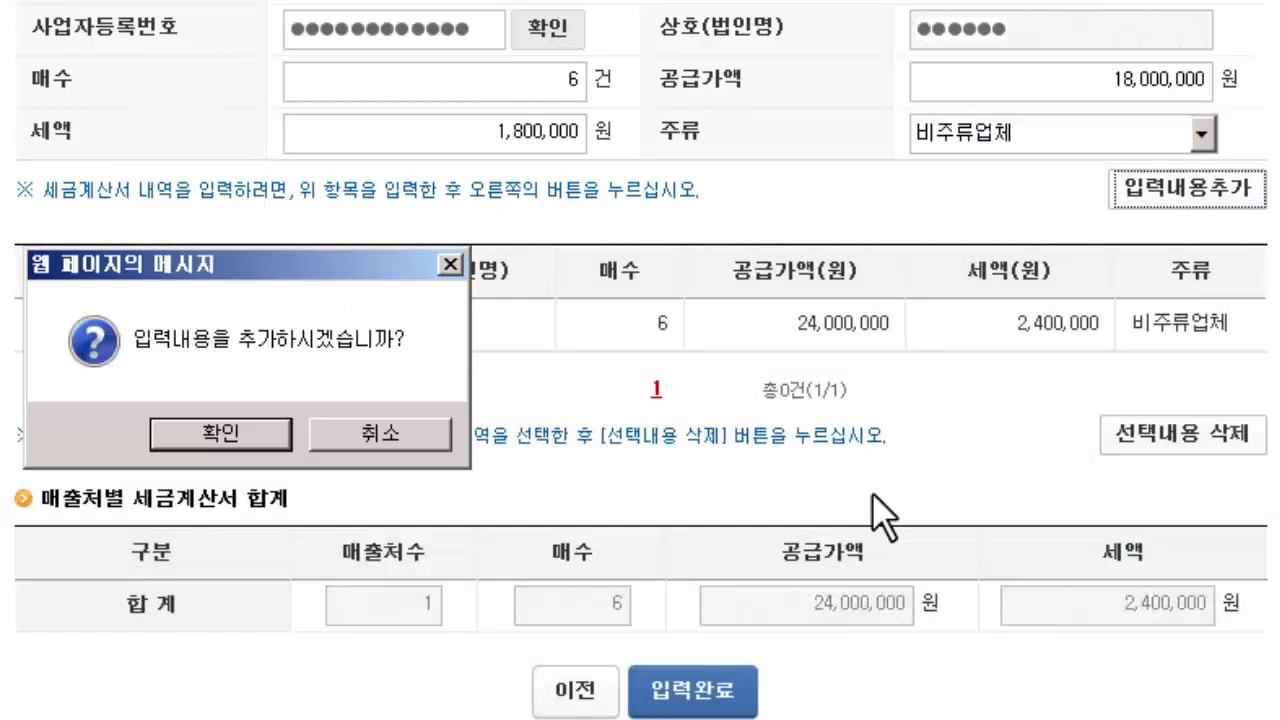 사업자등록번호 ●●●●●●●●●●●● 확인 상호(법인명) ●●●●●●
매수 6 건 공급가액 18,000,000 원
세액 1,800,000 원 주류 비주류업체
※ 세금계산서 내역을 입력하려면, 위 항목을 입력한 후 오른쪽의 버튼을 누르십시오. 입력내용추가
웹 페이지의 메시지
입력내용을 추가하시겠습니까?
확인 취소
명) 매수 공급가액(원) 세액(원) 주류
6 24,000,000 2,400,000 비주류업체
1 총0건(1/1)
역을 선택한 후 [선택내용 삭제] 버튼을 누르십시오. 선택내용 삭제
매출처별 세금계산서 합계
구분 매출처수 매수 공급가액 세액
합 계 1 6 24,000,000 원 2,400,000 원
이전 입력완료